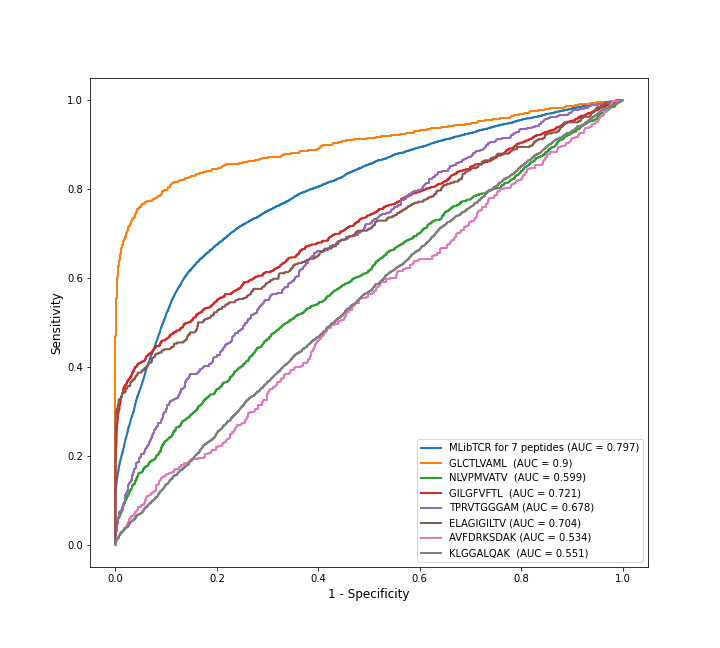 1.0
0.8
0.6
0.4
0.2
0.0
Sensitivity
MLibTCR for 7 peptides (AUC = 0.797)
GLCTLVAML (AUC = 0.9)
NLVPMVATV (AUC = 0.599)
GILGFVFTL (AUC = 0.721)
TPRVTGGGAM (AUC = 0.678)
ELAGIGILTV (AUC = 0.704)
AVFDRKSDAK (AUC = 0.534)
KLGGALQAK (AUC = 0.551)
0.0 0.2 0.4 0.6 0.8 1.0
1 - Specificity